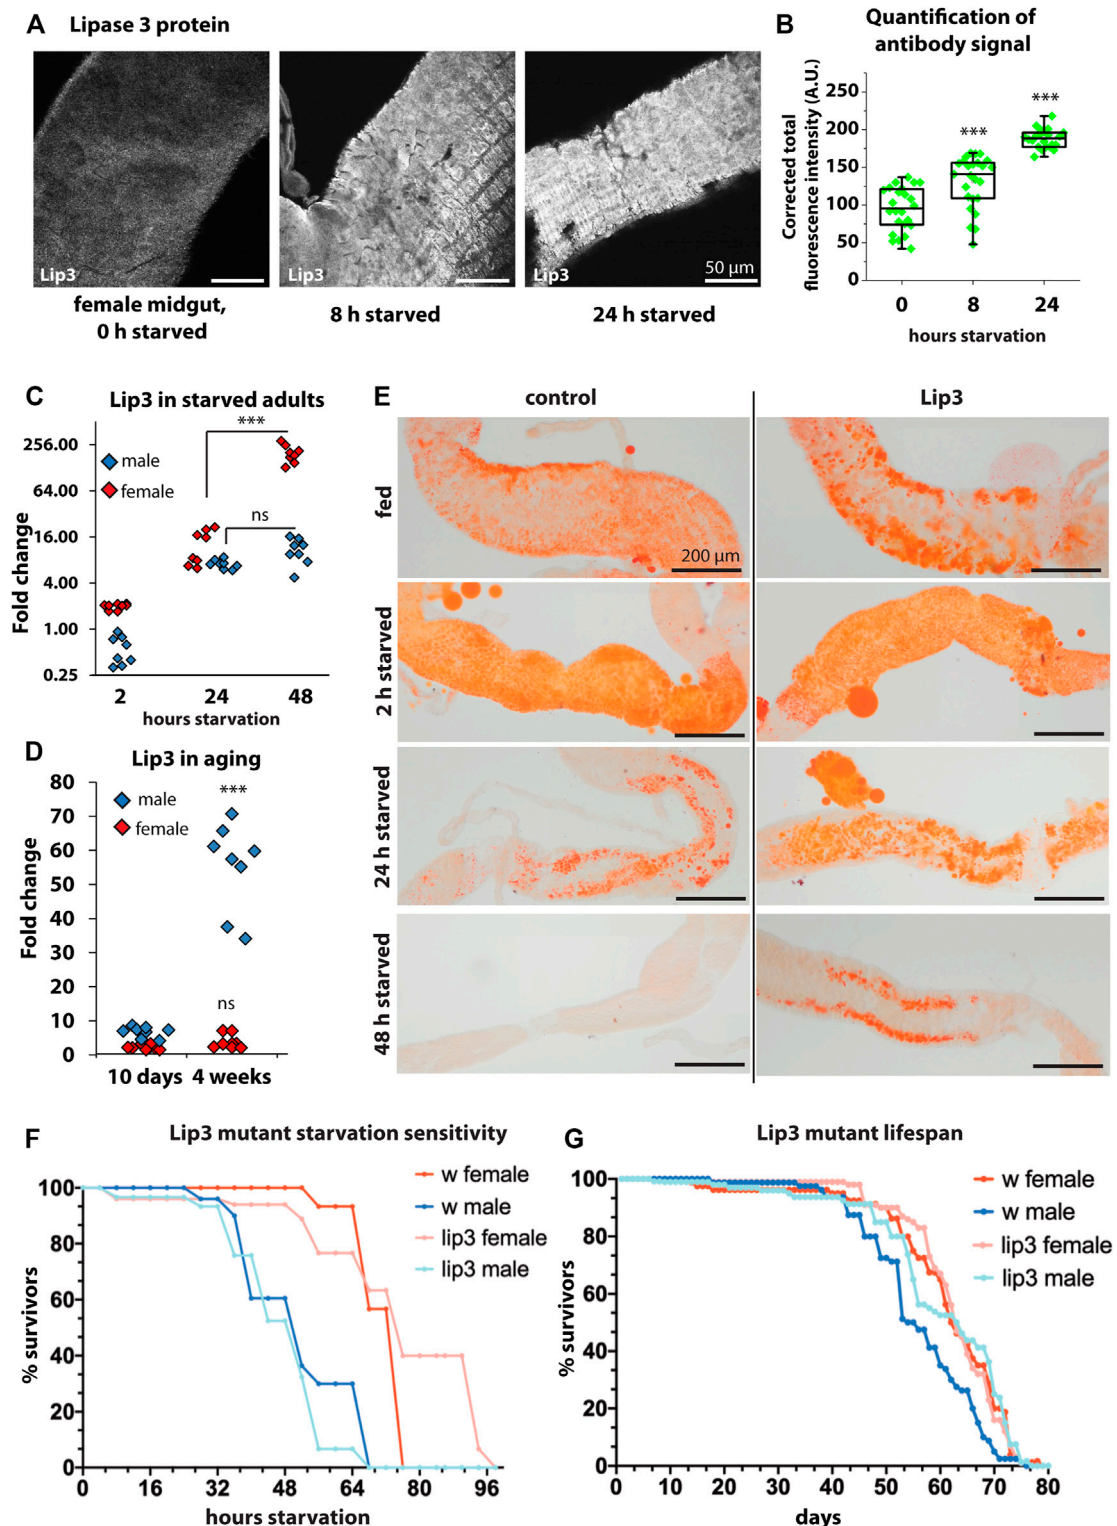 A Lipase 3 protein
Lip3
female midgut,
0 h starved
Lip3
8 h starved
Lip3
50 μm
24 h starved
B Quantification of
antibody signal
Corrected total
fluorescence intensity (A.U.)
250
200
150
100
50
0
***
***
0 8 24
hours starvation
C Lip3 in starved adults
***
ns
male
female
Fold change
256.00
64.00
16.00
4.00
1.00
0.25
2 24 48
hours starvation
D Lip3 in aging
male
female
***
ns
Fold change
80
70
60
50
40
30
20
10
0
10 days 4 weeks
E control Lip3
fed
200 μm
2 h starved
24 h starved
48 h starved
F Lip3 mutant starvation sensitivity
w female
w male
lip3 female
lip3 male
% survivors
100
80
60
40
20
0
0 16 32 48 64 80 96
hours starvation
G Lip3 mutant lifespan
w female
w male
lip3 female
lip3 male
% survivors
100
80
60
40
20
0
0 10 20 30 40 50 60 70 80
days